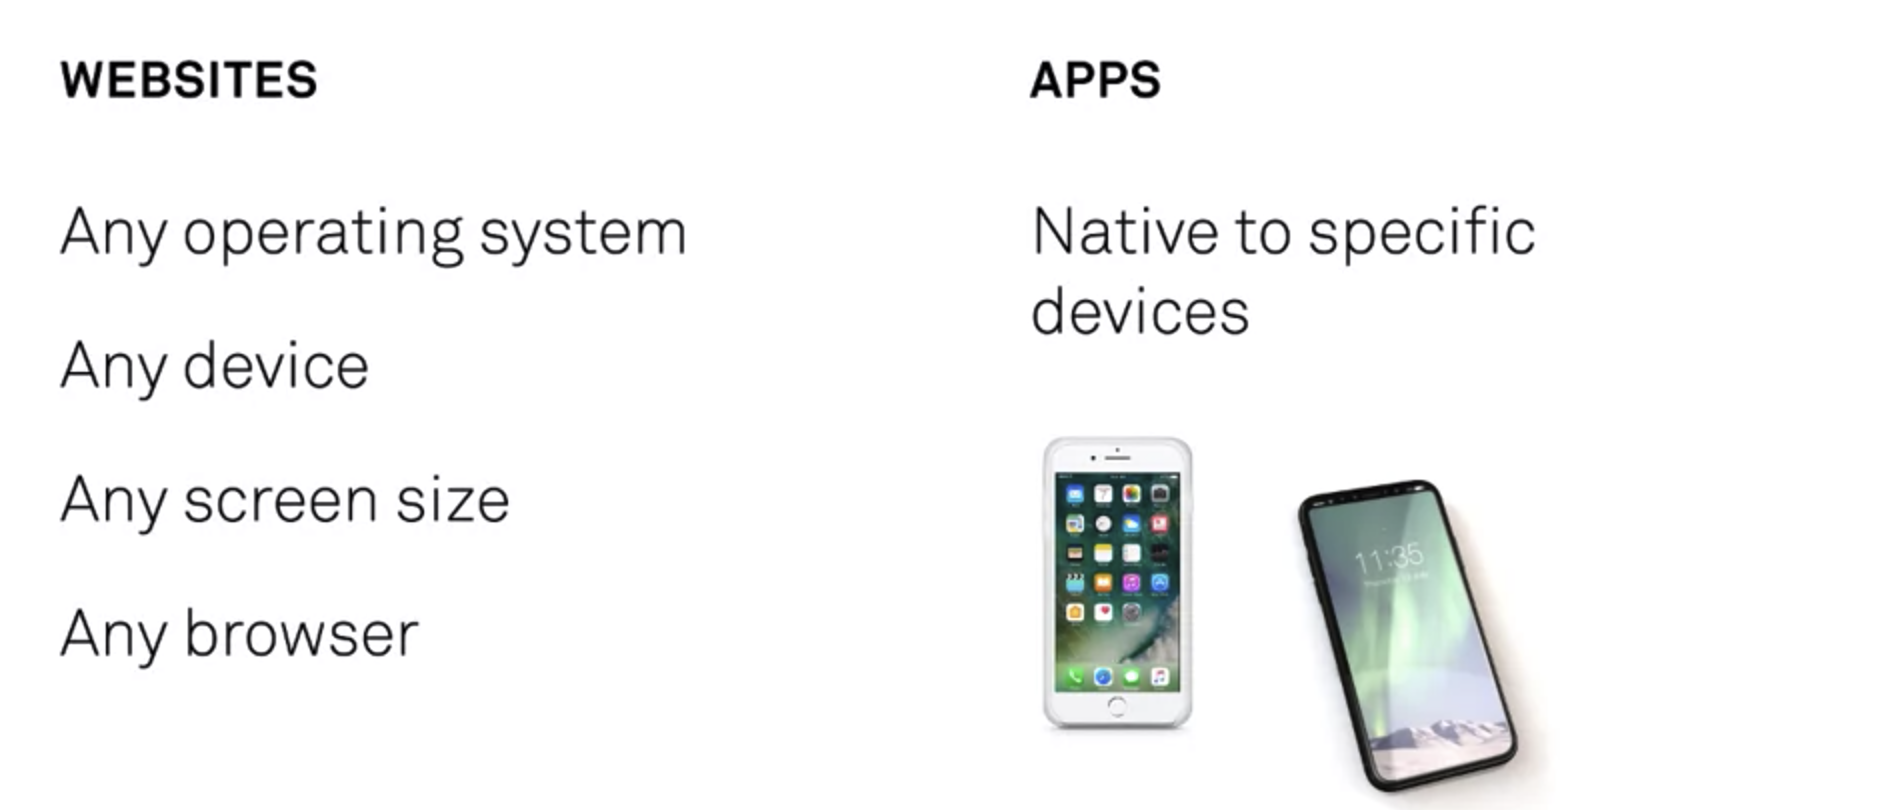 WEBSITES
Any operating system
Any device
Any screen size
Any browser
APPS
Native to specific
devices
11:35